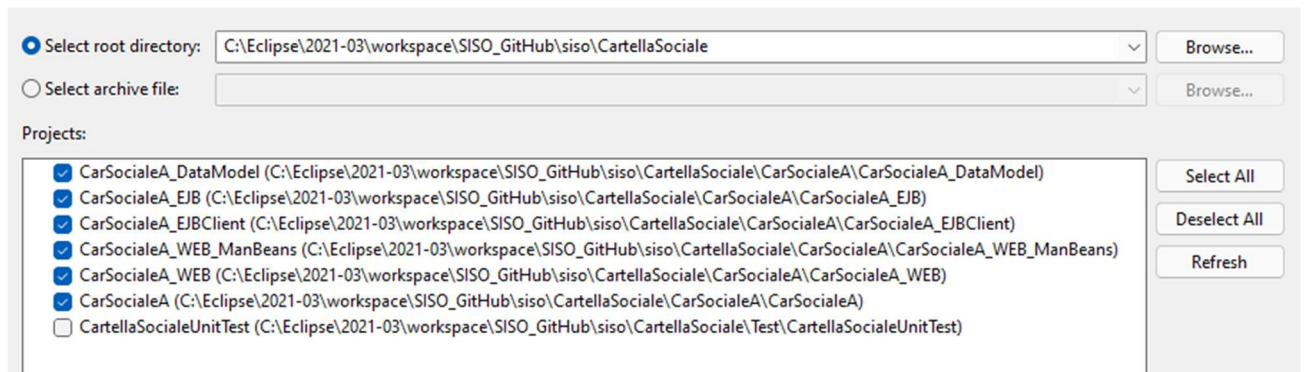 Select root directory: C:\Eclipse\2021-03\workspace\SISO_GitHub\siso\CartellaSociale Browse...
Select archive file: Browse...
Projects:
CarSocialeA_DataModel (C:\Eclipse\2021-03\workspace\SISO_GitHub\siso\CartellaSociale\CarSocialeA\CarSocialeA_DataModel) Select All
CarSocialeA_EJB (C:\Eclipse\2021-03\workspace\SISO_GitHub\siso\CartellaSociale\CarSocialeA\CarSocialeA_EJB)
CarSocialeA_EJBClient (C:\Eclipse\2021-03\workspace\SISO_GitHub\siso\CartellaSociale\CarSocialeA\CarSocialeA_EJBClient) Deselect All
CarSocialeA_WEB_ManBeans (C:\Eclipse\2021-03\workspace\SISO_GitHub\siso\CartellaSociale\CarSocialeA\CarSocialeA_WEB_ManBeans)
CarSocialeA_WEB (C:\Eclipse\2021-03\workspace\SISO_GitHub\siso\CartellaSociale\CarSocialeA\CarSocialeA_WEB) Refresh
CarSocialeA (C:\Eclipse\2021-03\workspace\SISO_GitHub\siso\CartellaSociale\CarSocialeA\CarSocialeA)
CartellaSocialeUnitTest (C:\Eclipse\2021-03\workspace\SISO_GitHub\siso\CartellaSociale\Test\CartellaSocialeUnitTest)